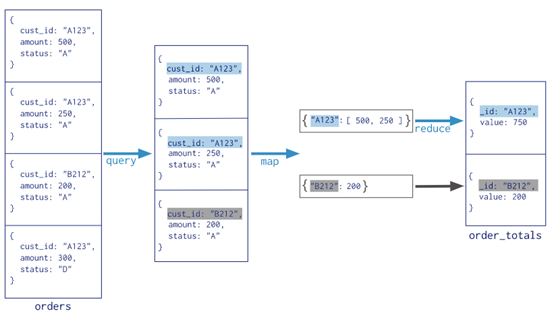 {
cust_id: "A123",
amount: 500,
status: "A"
}
{
cust_id: "A123",
amount: 250,
status: "A"
}
{
cust_id: "B212",
amount: 200,
status: "A"
}
{
cust_id: "A123",
amount: 300,
status: "D"
}
orders
query
{
cust_id: "A123",
amount: 500,
status: "A"
}
{
cust_id: "A123",
amount: 250,
status: "A"
}
{
cust_id: "B212",
amount: 200,
status: "A"
}
map
{"A123": [ 500, 250 ]}
{"B212": 200}
reduce
{
_id: "A123",
value: 750
}
{
_id: "B212",
value: 200
}
order_totals